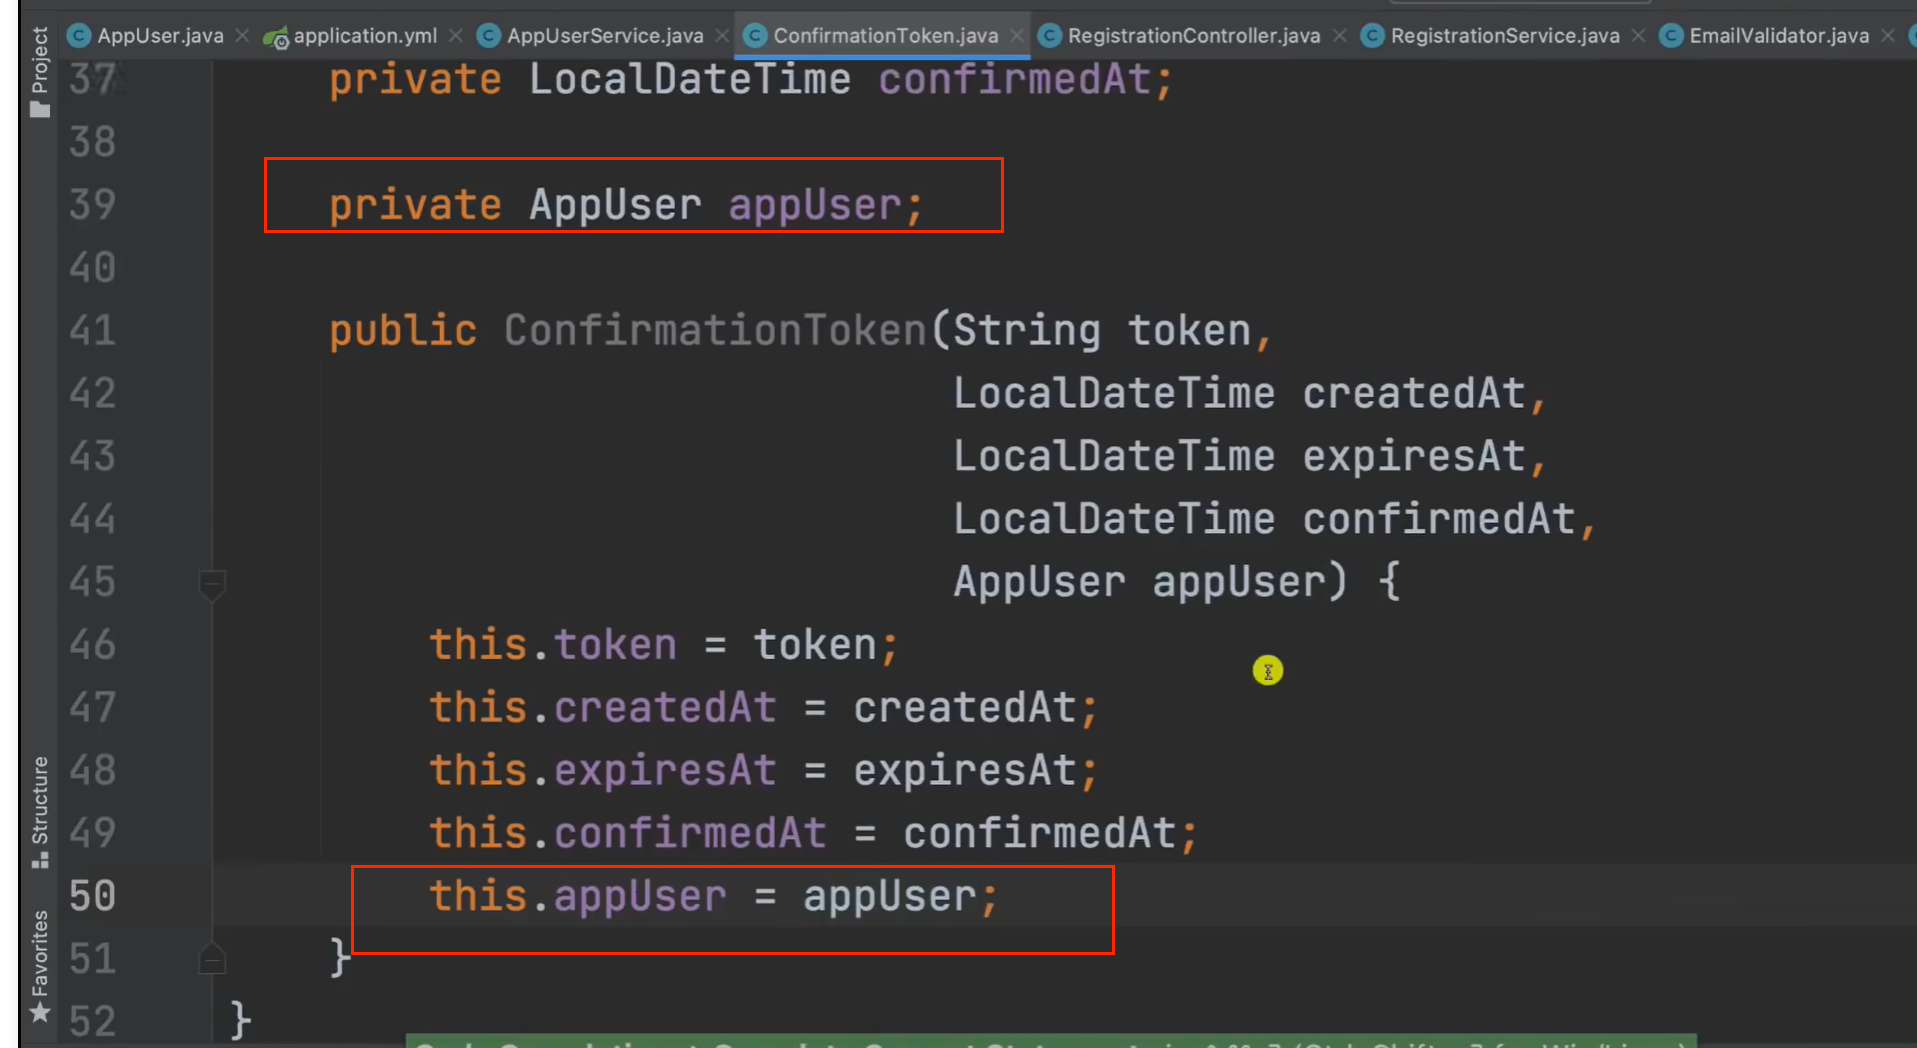 Project
AppUser.java
application.yml
AppUserService.java
ConfirmationToken.java
RegistrationController.java
RegistrationService.java
EmailValidator.java
37 private LocalDateTime confirmedAt;
38
39 private AppUser appUser;
40
41 public ConfirmationToken(String token,
42 LocalDateTime createdAt,
43 LocalDateTime expiresAt,
44 LocalDateTime confirmedAt,
45 AppUser appUser) {
46 this.token = token;
47 this.createdAt = createdAt;
48 this.expiresAt = expiresAt;
49 this.confirmedAt = confirmedAt;
50 this.appUser = appUser;
51 }
52 }
Structure
Favorites